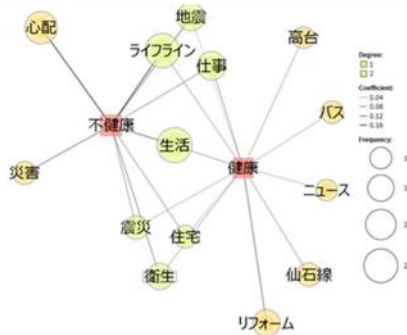 地震
心配
ライフライン
高台
仕事
不健康
バス
生活
健康
災害
ニュース
震災
住宅
衛生
仙石線
リフォーム
Degree:
1
2
Coefficient:
0.04
0.08
0.12
0.16
Frequency: